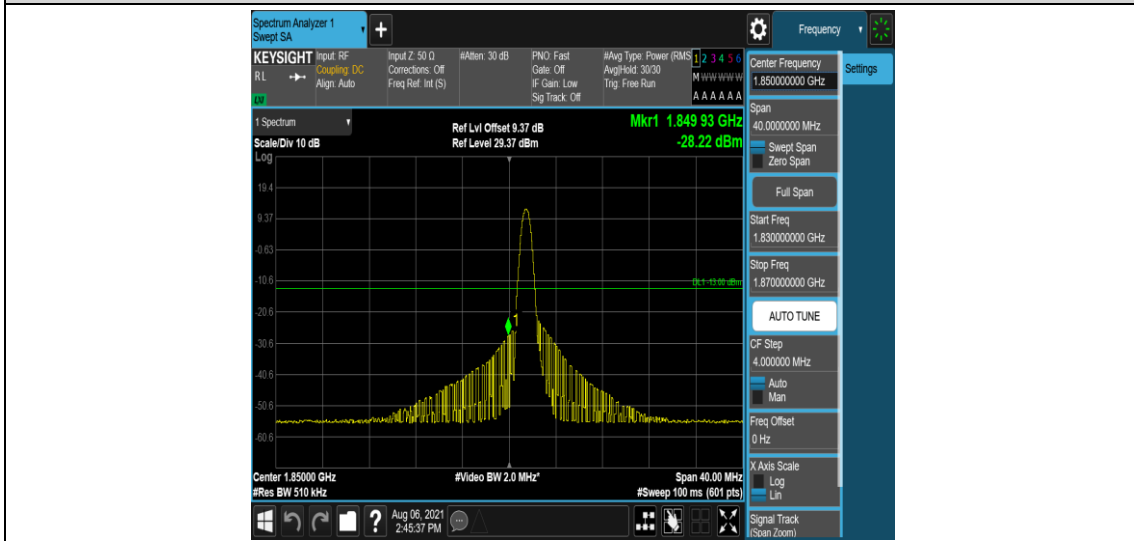 Spectrum Analyzer 1
Swept SA
+
Frequency
KEYSIGHT
RL
LXI
Input: RF
Coupling: DC
Align: Auto
Input Z: 50 Ω
Corrections: Off
Freq Ref: Int (S)
#Atten: 30 dB
PNO: Fast
Gate: Off
IF Gain: Low
Sig Track: Off
#Avg Type: Power (RMS
Avg|Hold: 30/30
Trig: Free Run
1 2 3 4 5 6
M W W W W W
A A A A A A
Center Frequency
1.850000000 GHz
Settings
1 Spectrum
Scale/Div 10 dB
Log
Ref Lvl Offset 9.37 dB
Ref Level 29.37 dBm
Mkr1 1.849 93 GHz
-28.22 dBm
19.4
9.37
-0.63
-10.6
-20.6
-30.6
-40.6
-50.6
-60.6
DL1 -13.00 dBm
1
Center 1.85000 GHz
#Res BW 510 kHz
#Video BW 2.0 MHz*
Span 40.00 MHz
#Sweep 100 ms (601 pts)
Span
40.0000000 MHz
Swept Span
Zero Span
Full Span
Start Freq
1.830000000 GHz
Stop Freq
1.870000000 GHz
AUTO TUNE
CF Step
4.000000 MHz
Auto
Man
Freq Offset
0 Hz
X Axis Scale
Log
Lin
Signal Track
(Span Zoom)
?
Aug 06, 2021
2:45:37 PM